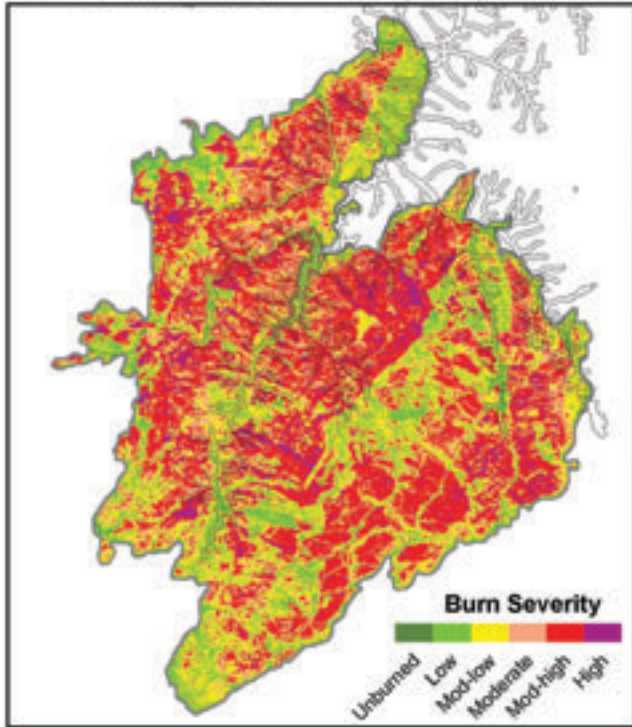 Burn Severity
Unburned
Low
Mod-low
Moderate
Mod-high
High